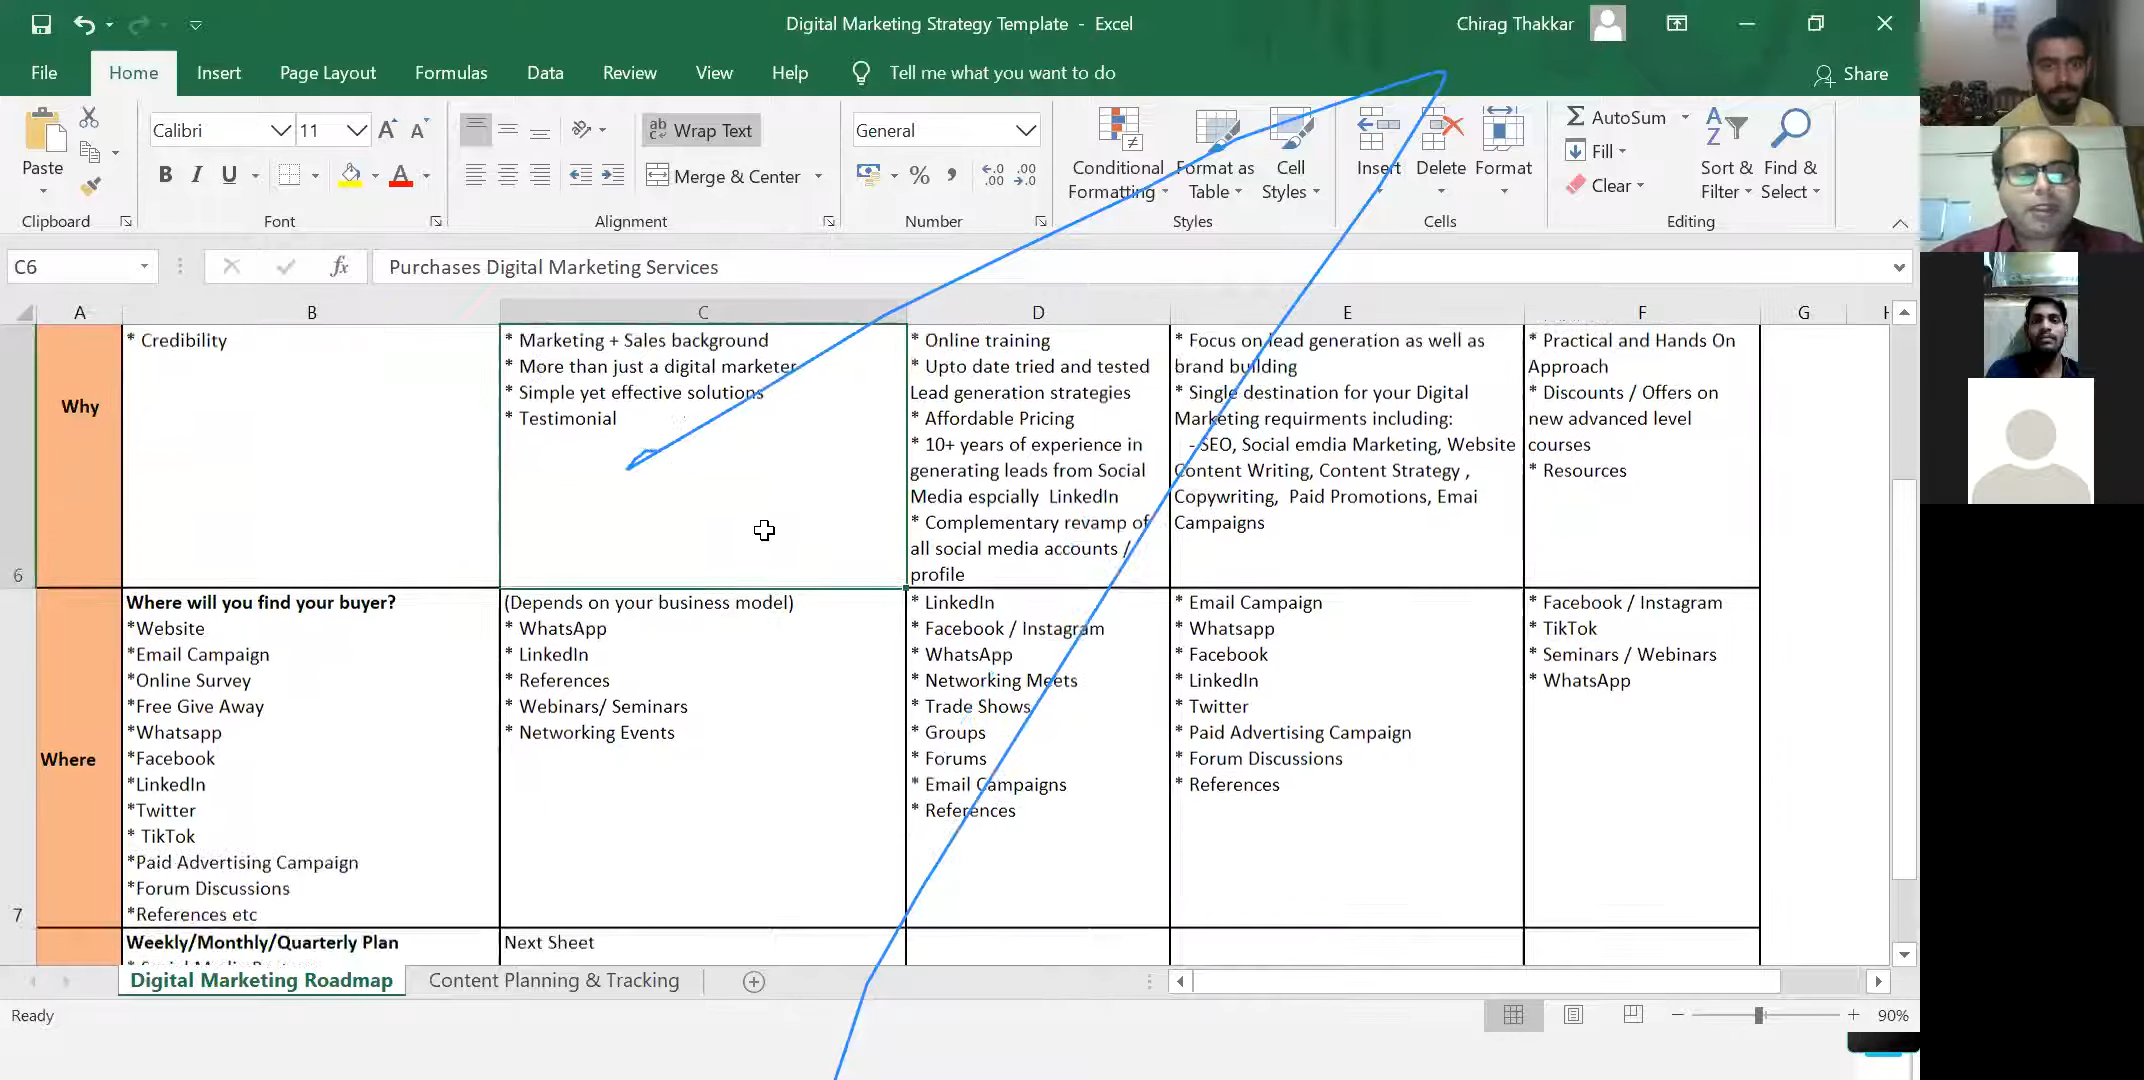 Digital Marketing Strategy Template - Excel
Chirag Thakkar
File Home Insert Page Layout Formulas Data Review View Help Tell me what you want to do Share
Calibri 11 Wrap Text General AutoSum
Paste Conditional Formatting Format as Table Cell Styles Insert Delete Format Fill Sort & Filter Find & Select
B I U Merge & Center % Clear
Clipboard Font Alignment Number Styles Cells Editing
C6 fx Purchases Digital Marketing Services
A B C D E F G
6
Why
* Credibility
* Marketing + Sales background
* More than just a digital marketer
* Simple yet effective solutions
* Testimonial
* Online training
* Upto date tried and tested
Lead generation strategies
* Affordable Pricing
* 10+ years of experience in
generating leads from Social
Media espcially LinkedIn
* Complementary revamp of
all social media accounts /
profile
* Focus on lead generation as well as
brand building
* Single destination for your Digital
Marketing requirments including:
- SEO, Social emdia Marketing, Website
Content Writing, Content Strategy ,
Copywriting, Paid Promotions, Emai
Campaigns
* Practical and Hands On
Approach
* Discounts / Offers on
new advanced level
courses
* Resources
7
Where
Where will you find your buyer?
*Website
*Email Campaign
*Online Survey
*Free Give Away
*Whatsapp
*Facebook
*LinkedIn
*Twitter
* TikTok
*Paid Advertising Campaign
*Forum Discussions
*References etc
(Depends on your business model)
* WhatsApp
* LinkedIn
* References
* Webinars/ Seminars
* Networking Events
* LinkedIn
* Facebook / Instagram
* WhatsApp
* Networking Meets
* Trade Shows
* Groups
* Forums
* Email Campaigns
* References
* Email Campaign
* Whatsapp
* Facebook
* LinkedIn
* Twitter
* Paid Advertising Campaign
* Forum Discussions
* References
* Facebook / Instagram
* TikTok
* Seminars / Webinars
* WhatsApp
Weekly/Monthly/Quarterly Plan
Next Sheet
Digital Marketing Roadmap Content Planning & Tracking
Ready
90%